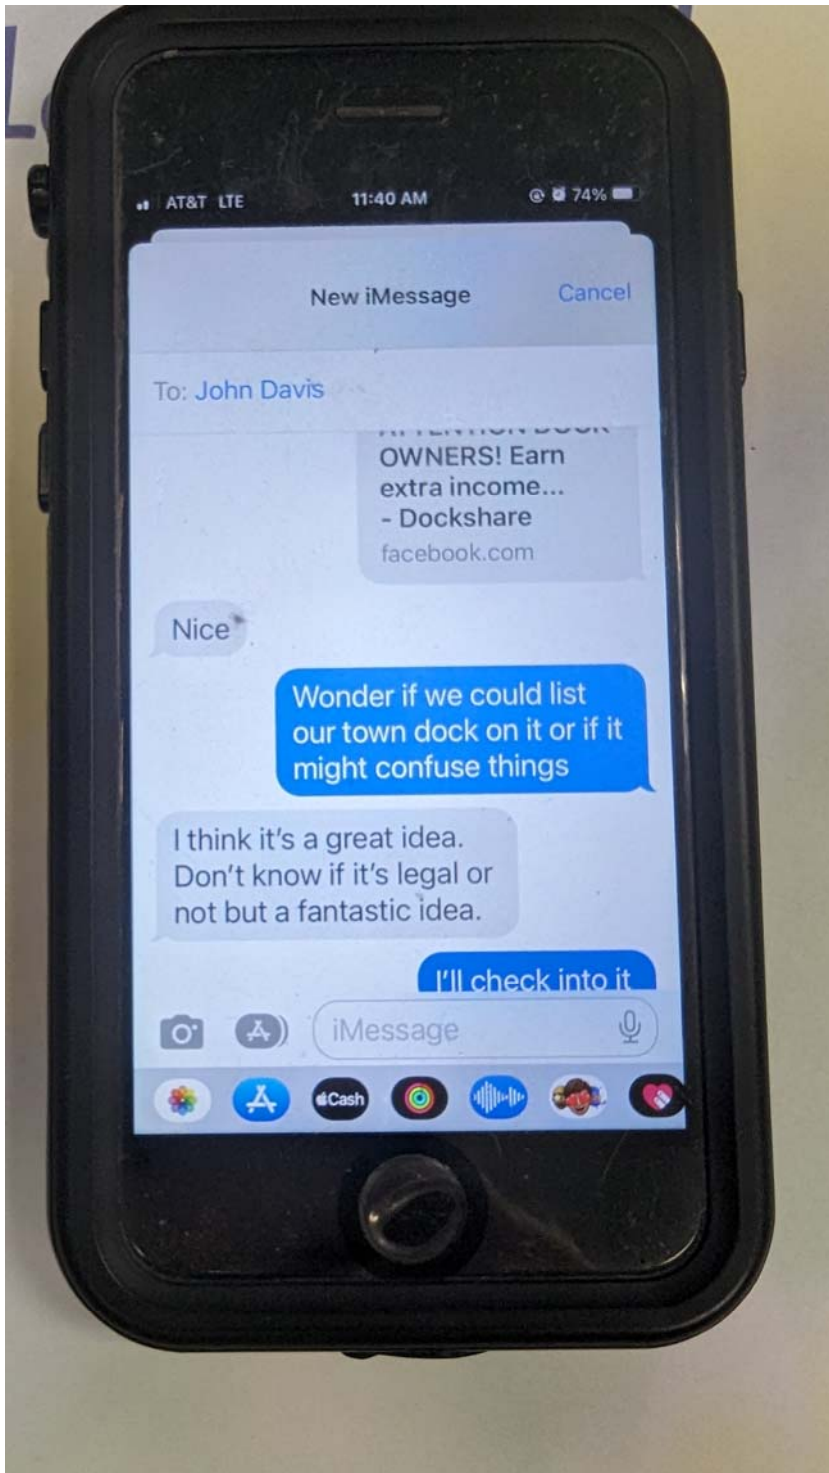 AT&T LTE 11:40 AM 74%
New iMessage Cancel
To: John Davis
OWNERS! Earn
extra income...
- Dockshare
facebook.com
Nice
Wonder if we could list
our town dock on it or if it
might confuse things
I think it's a great idea.
Don't know if it's legal or
not but a fantastic idea.
I'll check into it
iMessage
Cash